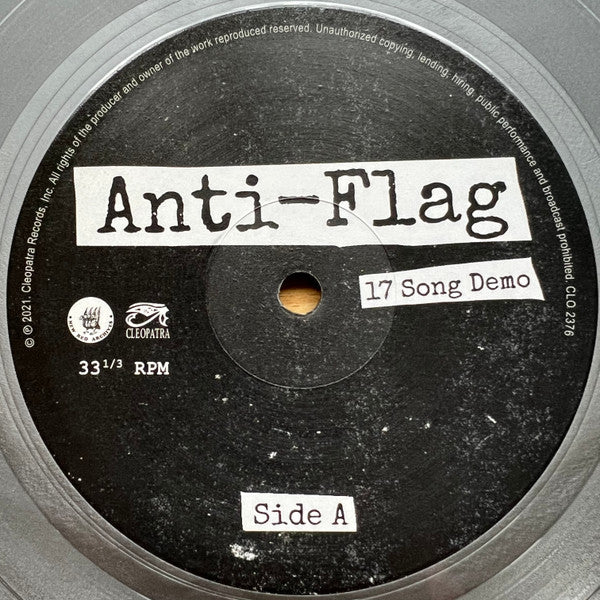 © ℗ 2021. Cleopatra Records, Inc. All rights of the producer and owner of the work reproduced reserved. Unauthorized copying, lending, hiring, public performance and broadcast prohibited. CLO 2376
Anti-Flag
17 Song Demo
CLEOPATRA
33 1/3 RPM
Side A